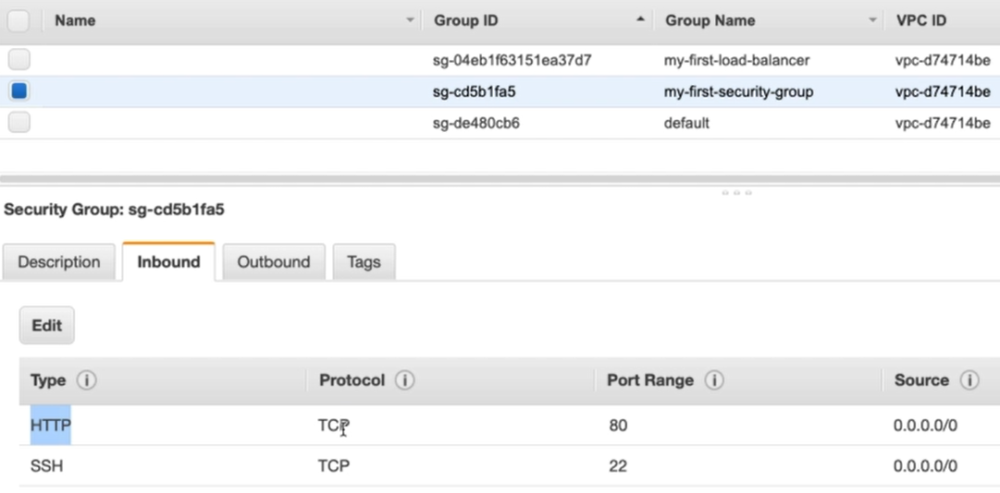 Name Group ID Group Name VPC ID
sg-04eb1f63151ea37d7 my-first-load-balancer vpc-d74714be
sg-cd5b1fa5 my-first-security-group vpc-d74714be
sg-de480cb6 default vpc-d74714be
Security Group: sg-cd5b1fa5
Description Inbound Outbound Tags
Edit
Type i Protocol i Port Range i Source i
HTTP TCP 80 0.0.0.0/0
SSH TCP 22 0.0.0.0/0